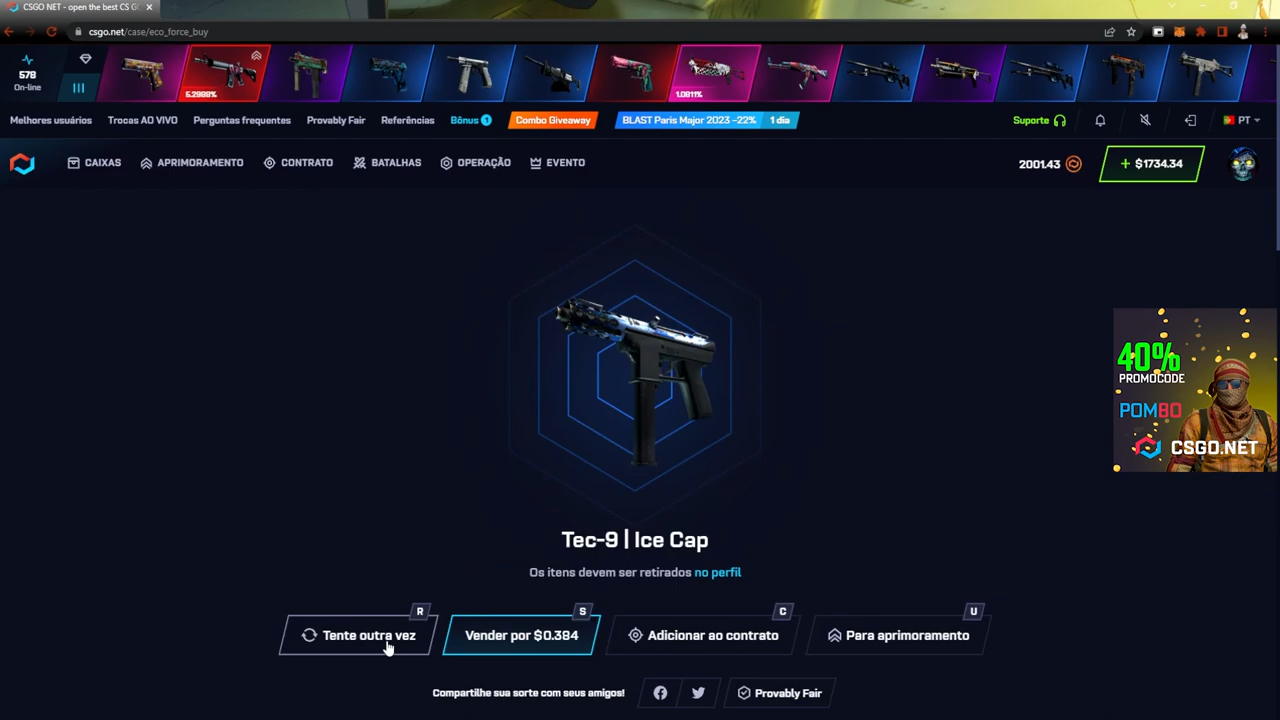 CSGO NET - open the best CS G
csgo.net/case/eco_force_buy
578
On-line
5.2988%
1.0811%
Melhores usuários
Trocas AO VIVO
Perguntas frequentes
Provably Fair
Referências
Bônus 1
Combo Giveaway
BLAST Paris Major 2023 -22%
1 dia
Suporte
PT
CAIXAS
APRIMORAMENTO
CONTRATO
BATALHAS
OPERAÇÃO
EVENTO
2001.43
+ $1734.34
40%
PROMOCODE
POMBO
CSGO.NET
Tec-9 | Ice Cap
Os itens devem ser retirados no perfil
R
Tente outra vez
S
Vender por $0.384
C
Adicionar ao contrato
U
Para aprimoramento
Compartilhe sua sorte com seus amigos!
Provably Fair